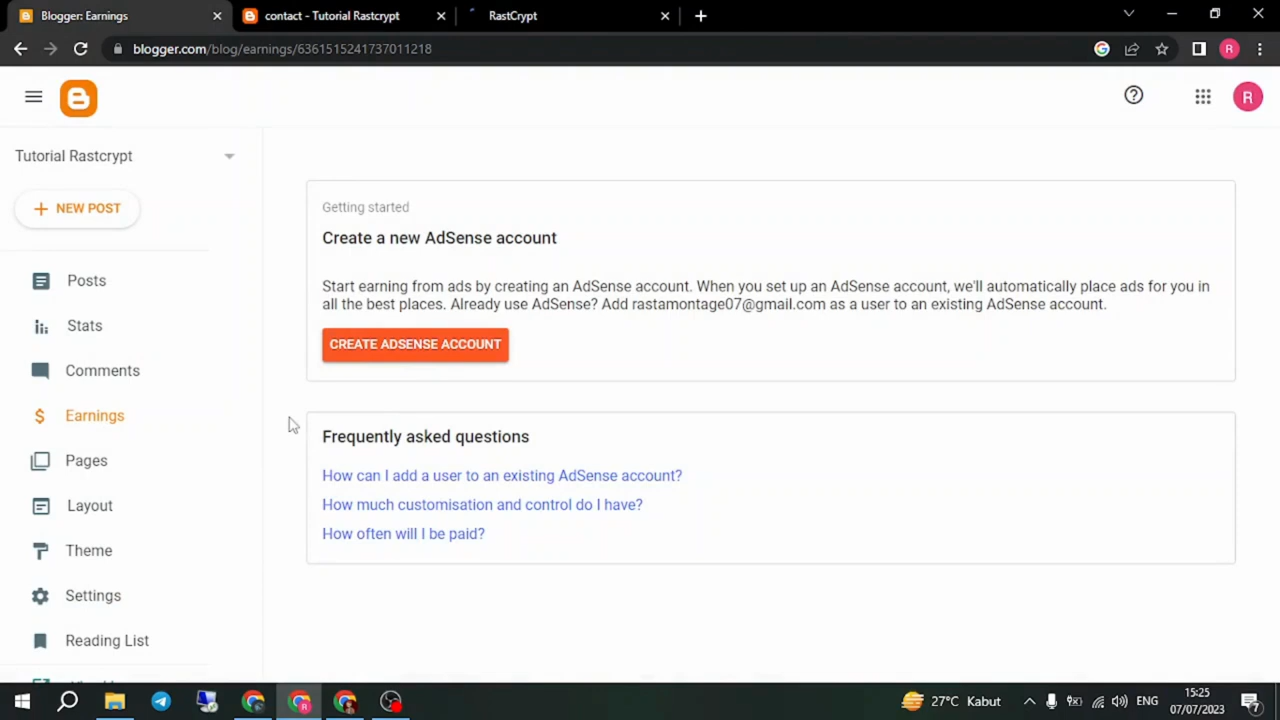 Blogger: Earnings
contact - Tutorial Rastcrypt
RastCrypt
blogger.com/blog/earnings/6361515241737011218
R
R
Tutorial Rastcrypt
NEW POST
Posts
Stats
Comments
Earnings
Pages
Layout
Theme
Settings
Reading List
Getting started
Create a new AdSense account
Start earning from ads by creating an AdSense account. When you set up an AdSense account, we'll automatically place ads for you in
all the best places. Already use AdSense? Add rastamontage07@gmail.com as a user to an existing AdSense account.
CREATE ADSENSE ACCOUNT
Frequently asked questions
How can I add a user to an existing AdSense account?
How much customisation and control do I have?
How often will I be paid?
27°C Kabut
ENG
15:25
07/07/2023
7